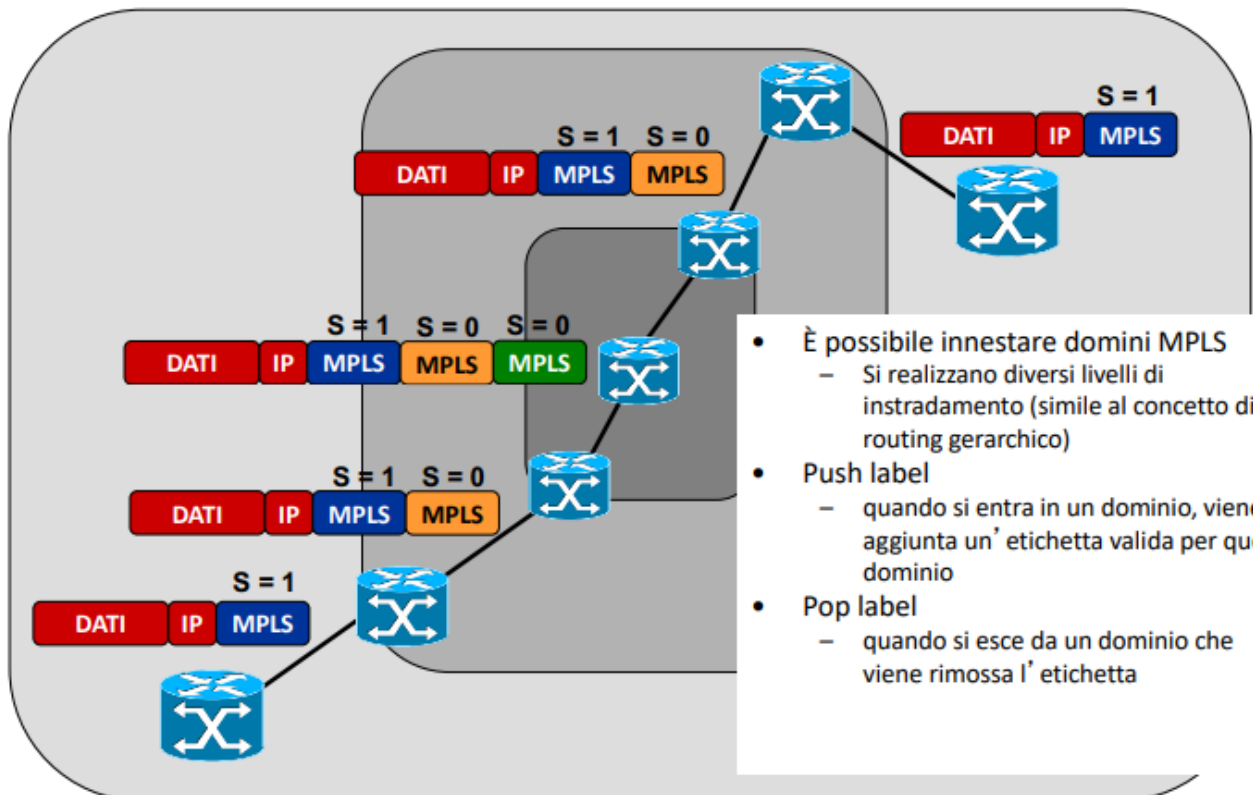 S = 1
DATI IP MPLS
S = 1 S = 0
DATI IP MPLS MPLS
S = 1 S = 0 S = 0
DATI IP MPLS MPLS MPLS
S = 1 S = 0
DATI IP MPLS MPLS
S = 1
DATI IP MPLS
• È possibile innestare domini MPLS
– Si realizzano diversi livelli di
instradamento (simile al concetto di
routing gerarchico)
• Push label
– quando si entra in un dominio, viene
aggiunta un’ etichetta valida per que
dominio
• Pop label
– quando si esce da un dominio che
viene rimossa l’ etichetta